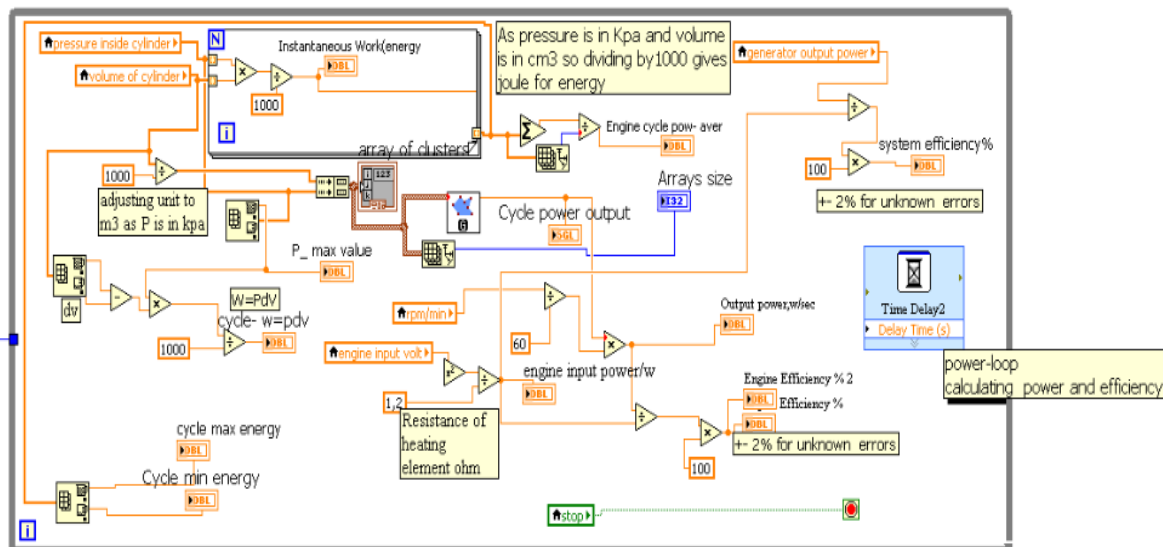 pressure inside cylinder
volume of cylinder
N
Instantaneous Work(energy
DBL
1000
i
As pressure is in Kpa and volume
is in cm3 so dividing by1000 gives
joule for energy
generator output power
Engine cycle pow- aver
DBL
system efficiency%
100
DBL
+- 2% for unknown errors
array of clusters
123
1000
adjusting unit to
m3 as P is in kpa
Arrays size
I32
Cycle power output
G
SGL
P_ max value
DBL
dv
W=PdV
cycle- w=pdv
1000
DBL
rpm/min
60
Output power,w/sec
DBL
Time Delay2
Delay Time (s)
power-loop
calculating power and efficiency
engine input volt
x²
engine input power/w
DBL
1,2
Resistance of
heating
element ohm
Engine Efficiency % 2
DBL
Efficiency %
DBL
+- 2% for unknown errors
100
cycle max energy
DBL
Cycle min energy
DBL
stop
i